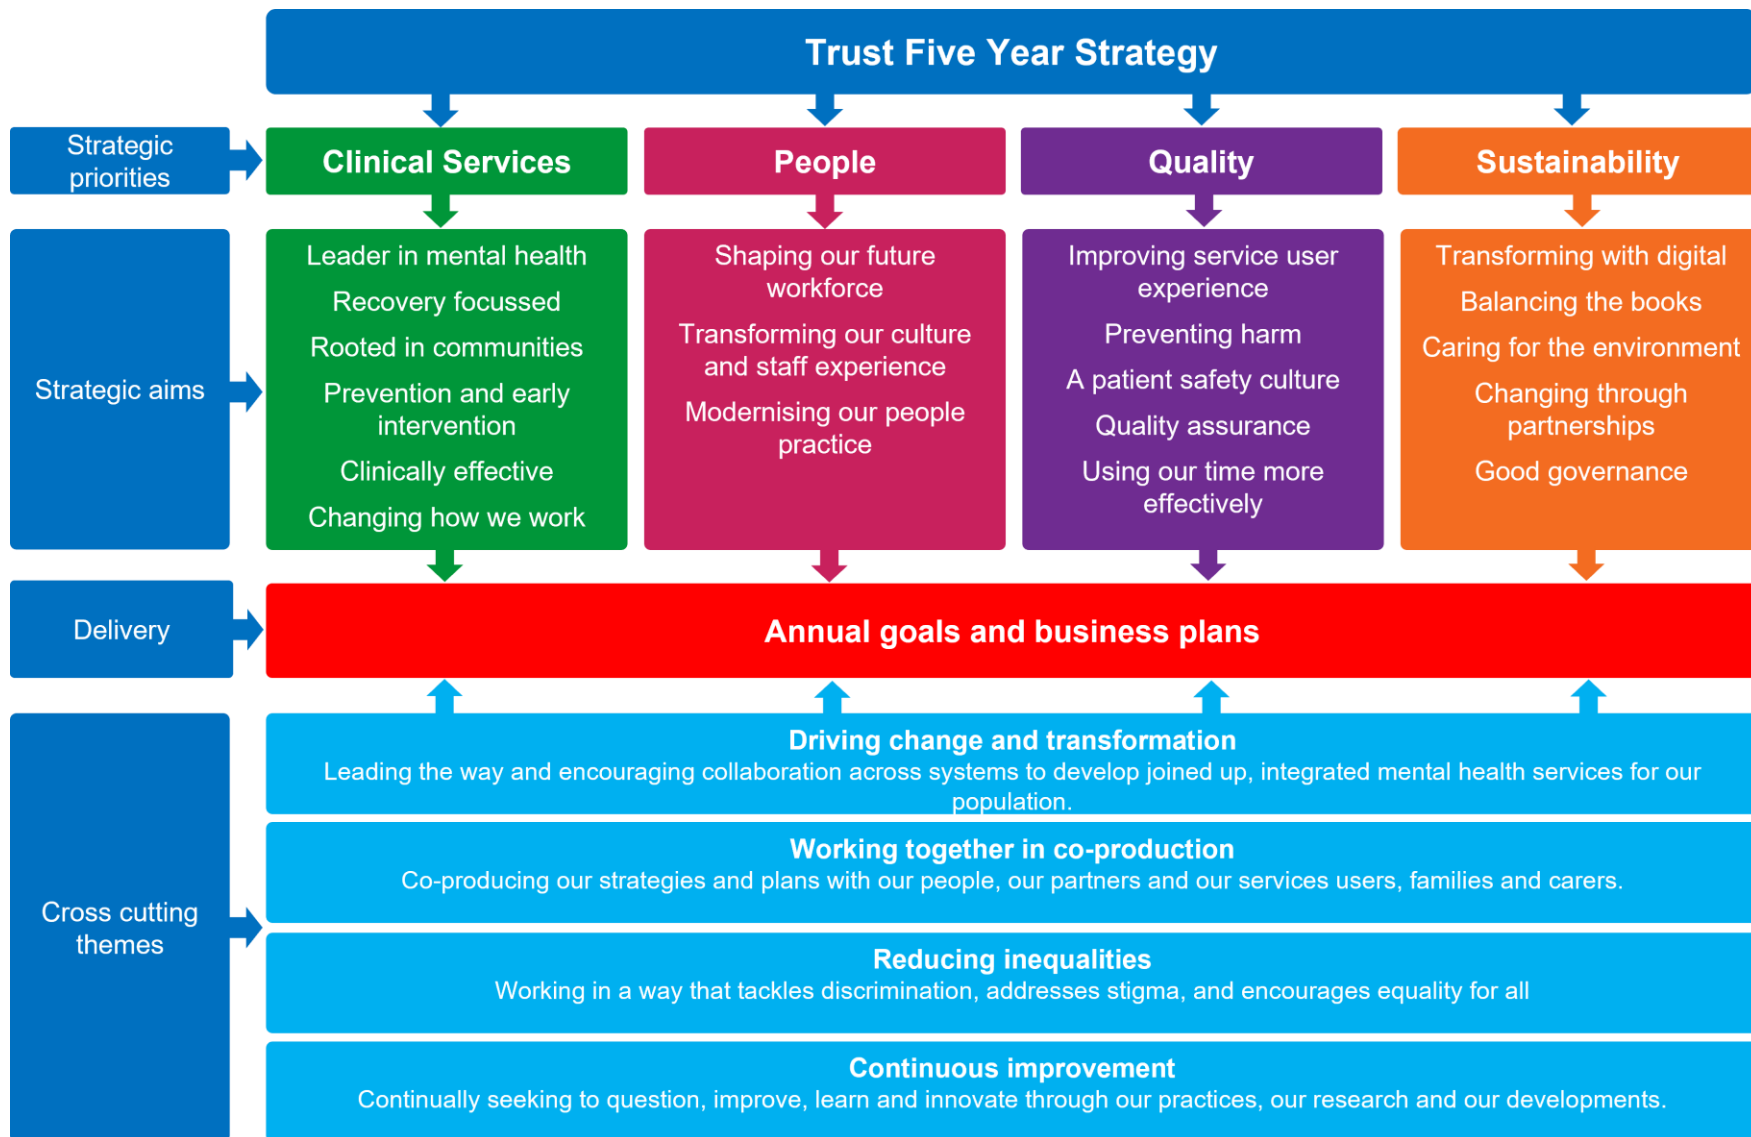 Trust Five Year Strategy
Strategic
priorities
Clinical Services
People
Quality
Sustainability
Strategic aims
Leader in mental health
Recovery focussed
Rooted in communities
Prevention and early
intervention
Clinically effective
Changing how we work
Shaping our future
workforce
Transforming our culture
and staff experience
Modernising our people
practice
Improving service user
experience
Preventing harm
A patient safety culture
Quality assurance
Using our time more
effectively
Transforming with digital
Balancing the books
Caring for the environment
Changing through
partnerships
Good governance
Delivery
Annual goals and business plans
Cross cutting
themes
Driving change and transformation
Leading the way and encouraging collaboration across systems to develop joined up, integrated mental health services for our
population.
Working together in co-production
Co-producing our strategies and plans with our people, our partners and our services users, families and carers.
Reducing inequalities
Working in a way that tackles discrimination, addresses stigma, and encourages equality for all
Continuous improvement
Continually seeking to question, improve, learn and innovate through our practices, our research and our developments.